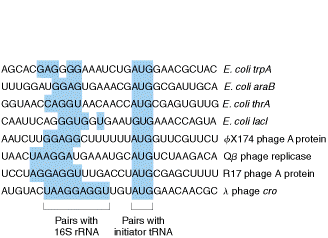 AGCACGAGGGGAAAUCUGAUGGAACGCUAC E. coli trpA
UUUGGAUGGAGUGAAACGAUGGCGAUUGCA E. coli araB
GGUAACCAGGUAACAACCAUGCGAGUGUUG E. coli thrA
CAAUUCAGGGUGGUGAAUGUGAAACCAGUA E. coli lacI
AAUCUUGGAGGCUUUUUUAUGGUUCGUUCU ϕX174 phage A protein
UAACUAAGGAUGAAAUGCAUGUCUAAGACA Qβ phage replicase
UCCUAGGAGGUUUGACCUAUGCGAGCUUUU R17 phage A protein
AUGUACUAAGGAGGUUGUAUGGAACAACGC λ phage cro
Pairs with Pairs with
16S rRNA initiator tRNA